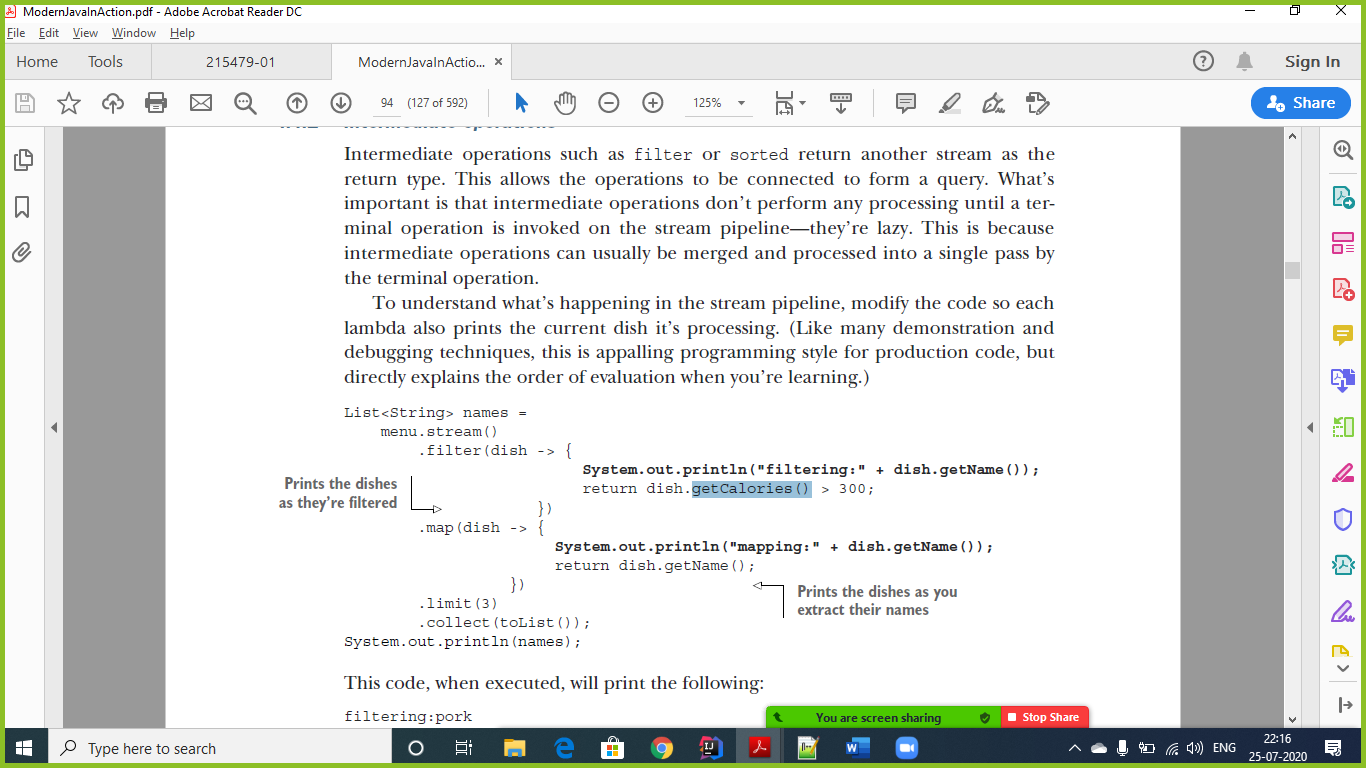 ModernJavaInAction.pdf - Adobe Acrobat Reader DC
File Edit View Window Help
Home Tools 215479-01 ModernJavaInActio... ×
Sign In
94 (127 of 592) 125% Share
Intermediate operations such as filter or sorted return another stream as the
return type. This allows the operations to be connected to form a query. What's
important is that intermediate operations don't perform any processing until a ter-
minal operation is invoked on the stream pipeline—they're lazy. This is because
intermediate operations can usually be merged and processed into a single pass by
the terminal operation.
To understand what's happening in the stream pipeline, modify the code so each
lambda also prints the current dish it's processing. (Like many demonstration and
debugging techniques, this is appalling programming style for production code, but
directly explains the order of evaluation when you're learning.)
List<String> names =
menu.stream()
.filter(dish -> {
System.out.println("filtering:" + dish.getName());
return dish.getCalories() > 300;
})
Prints the dishes
as they're filtered
.map(dish -> {
System.out.println("mapping:" + dish.getName());
return dish.getName();
})
Prints the dishes as you
extract their names
.limit(3)
.collect(toList());
System.out.println(names);
This code, when executed, will print the following:
filtering:pork
You are screen sharing Stop Share
Type here to search
ENG
22:16
25-07-2020